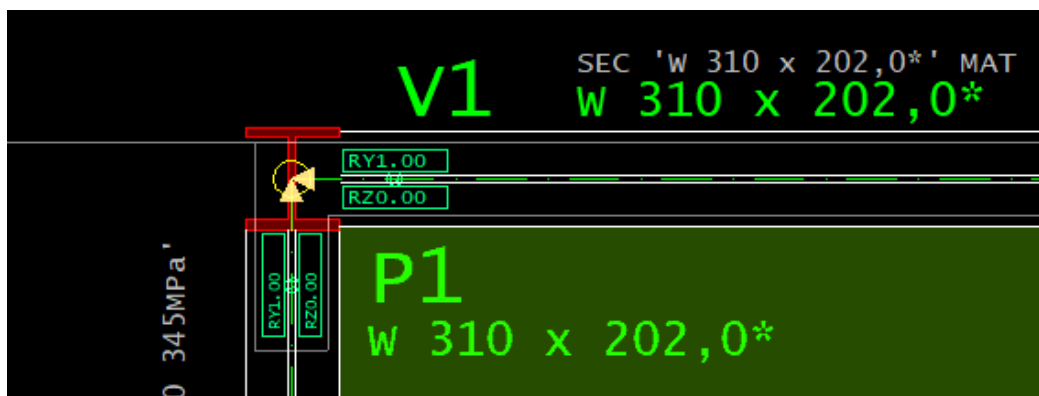 SEC 'W 310 x 202,0*' MAT
V1
W 310 x 202,0*
RY1.00
RZ0.00
RY1.00
RZ0.00
P1
W 310 x 202,0*
345MPa'